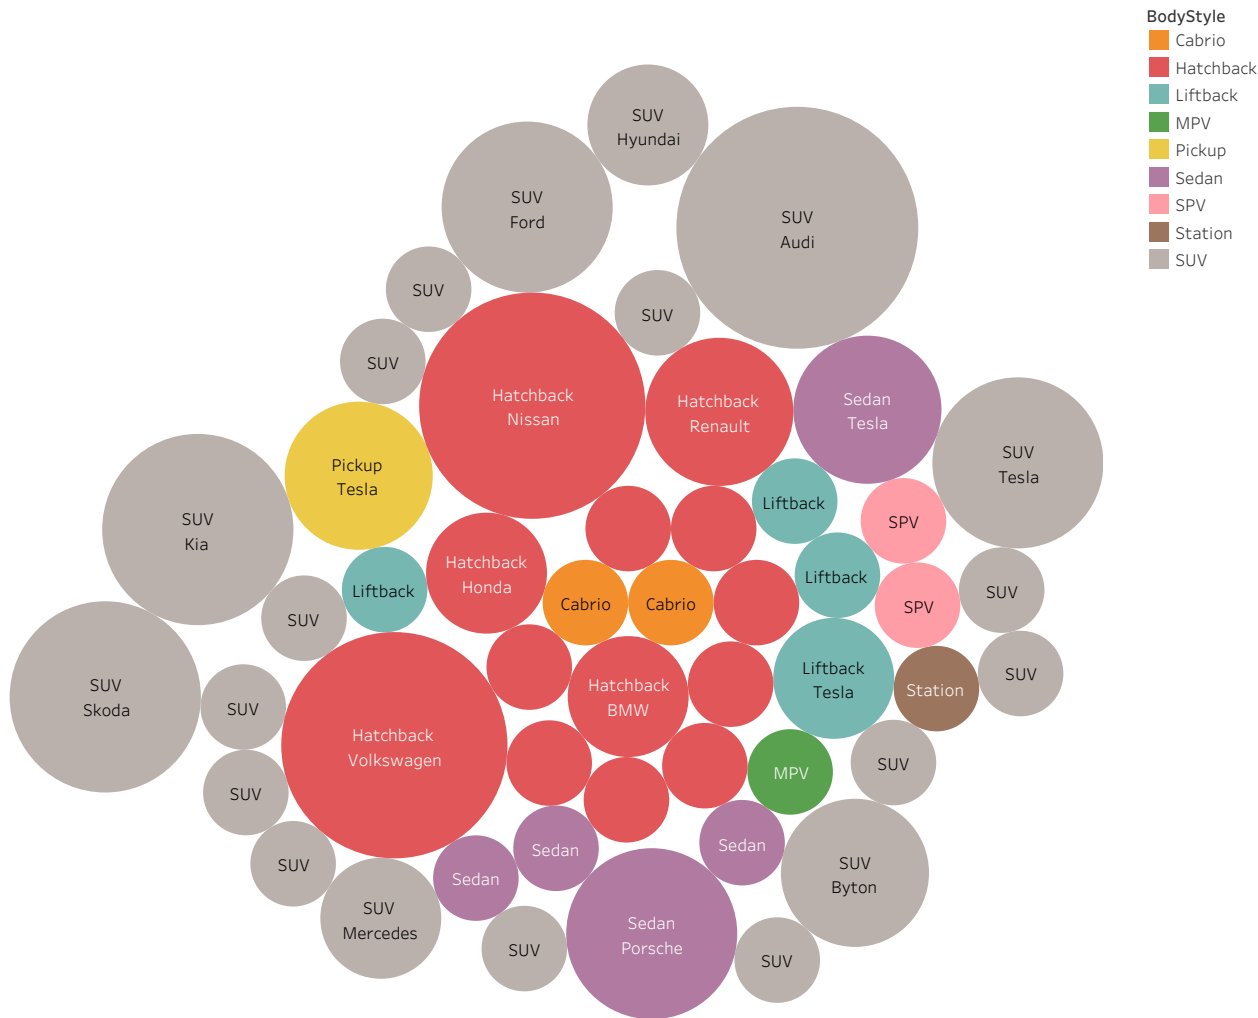 BodyStyle
Cabrio
Hatchback
Liftback
MPV
Pickup
Sedan
SPV
Station
SUV
SUV
Hyundai
SUV
Ford
SUV
Audi
SUV
SUV
SUV
Hatchback
Nissan
Hatchback
Renault
Sedan
Tesla
SUV
Tesla
Pickup
Tesla
SUV
Kia
Liftback
SPV
Hatchback
Honda
Liftback
Liftback
SUV
Cabrio
Cabrio
SPV
SUV
SUV
Skoda
SUV
Hatchback
BMW
Liftback
Tesla
Station
SUV
Hatchback
Volkswagen
SUV
MPV
SUV
SUV
Sedan
Sedan
Sedan
SUV
Byton
SUV
Mercedes
Sedan
Porsche
SUV
SUV